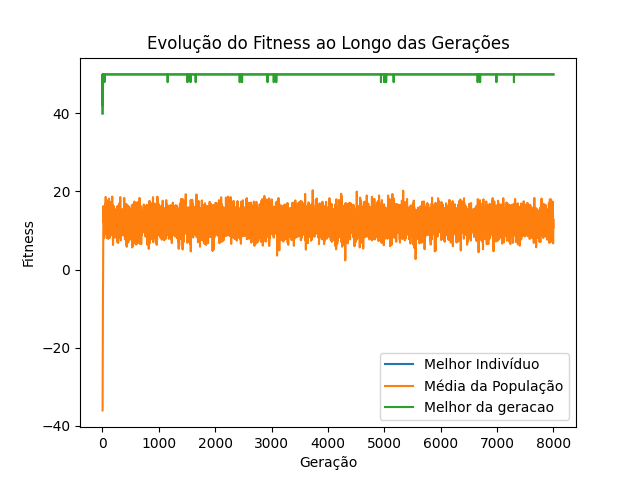 Evolução do Fitness ao Longo das Gerações
Fitness
40
20
0
−20
−40
0 1000 2000 3000 4000 5000 6000 7000 8000
Geração
Melhor Indivíduo
Média da População
Melhor da geracao